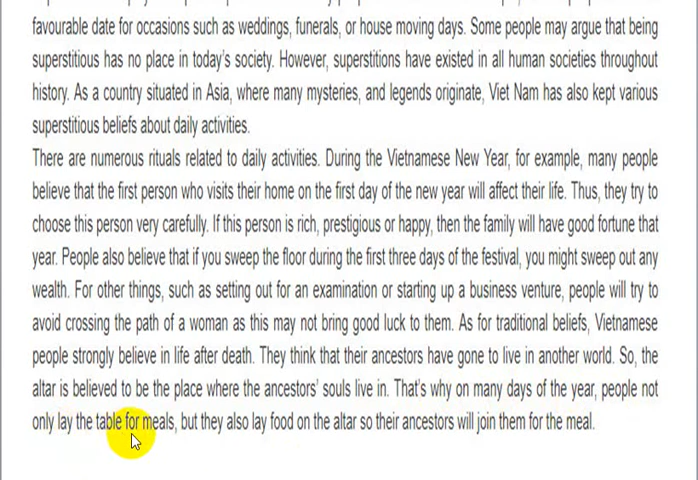 favourable date for occasions such as weddings, funerals, or house moving days. Some people may argue that being
superstitious has no place in today's society. However, superstitions have existed in all human societies throughout
history. As a country situated in Asia, where many mysteries, and legends originate, Viet Nam has also kept various
superstitious beliefs about daily activities.
There are numerous rituals related to daily activities. During the Vietnamese New Year, for example, many people
believe that the first person who visits their home on the first day of the new year will affect their life. Thus, they try to
choose this person very carefully. If this person is rich, prestigious or happy, then the family will have good fortune that
year. People also believe that if you sweep the floor during the first three days of the festival, you might sweep out any
wealth. For other things, such as setting out for an examination or starting up a business venture, people will try to
avoid crossing the path of a woman as this may not bring good luck to them. As for traditional beliefs, Vietnamese
people strongly believe in life after death. They think that their ancestors have gone to live in another world. So, the
altar is believed to be the place where the ancestors' souls live in. That's why on many days of the year, people not
only lay the table for meals, but they also lay food on the altar so their ancestors will join them for the meal.